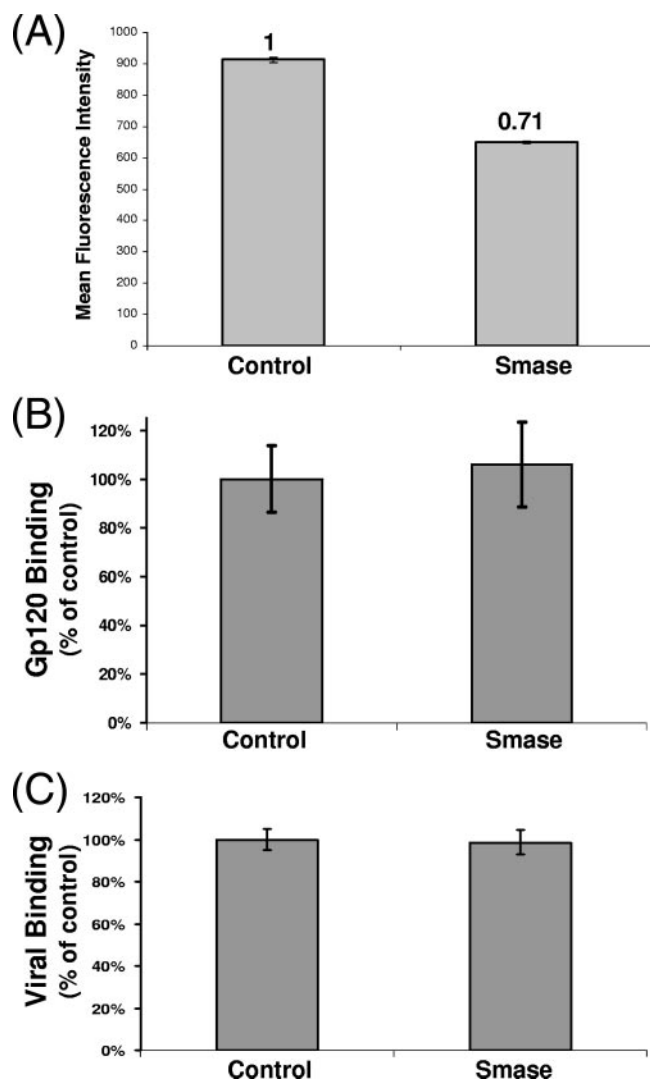 (A)
Mean Fluorescence Intensity
1000
900
800
700
600
500
400
300
200
100
0
1
0.71
Control
Smase
(B)
Gp120 Binding
(% of control)
120%
100%
80%
60%
40%
20%
0%
Control
Smase
(C)
Viral Binding
(% of control)
120%
100%
80%
60%
40%
20%
0%
Control
Smase